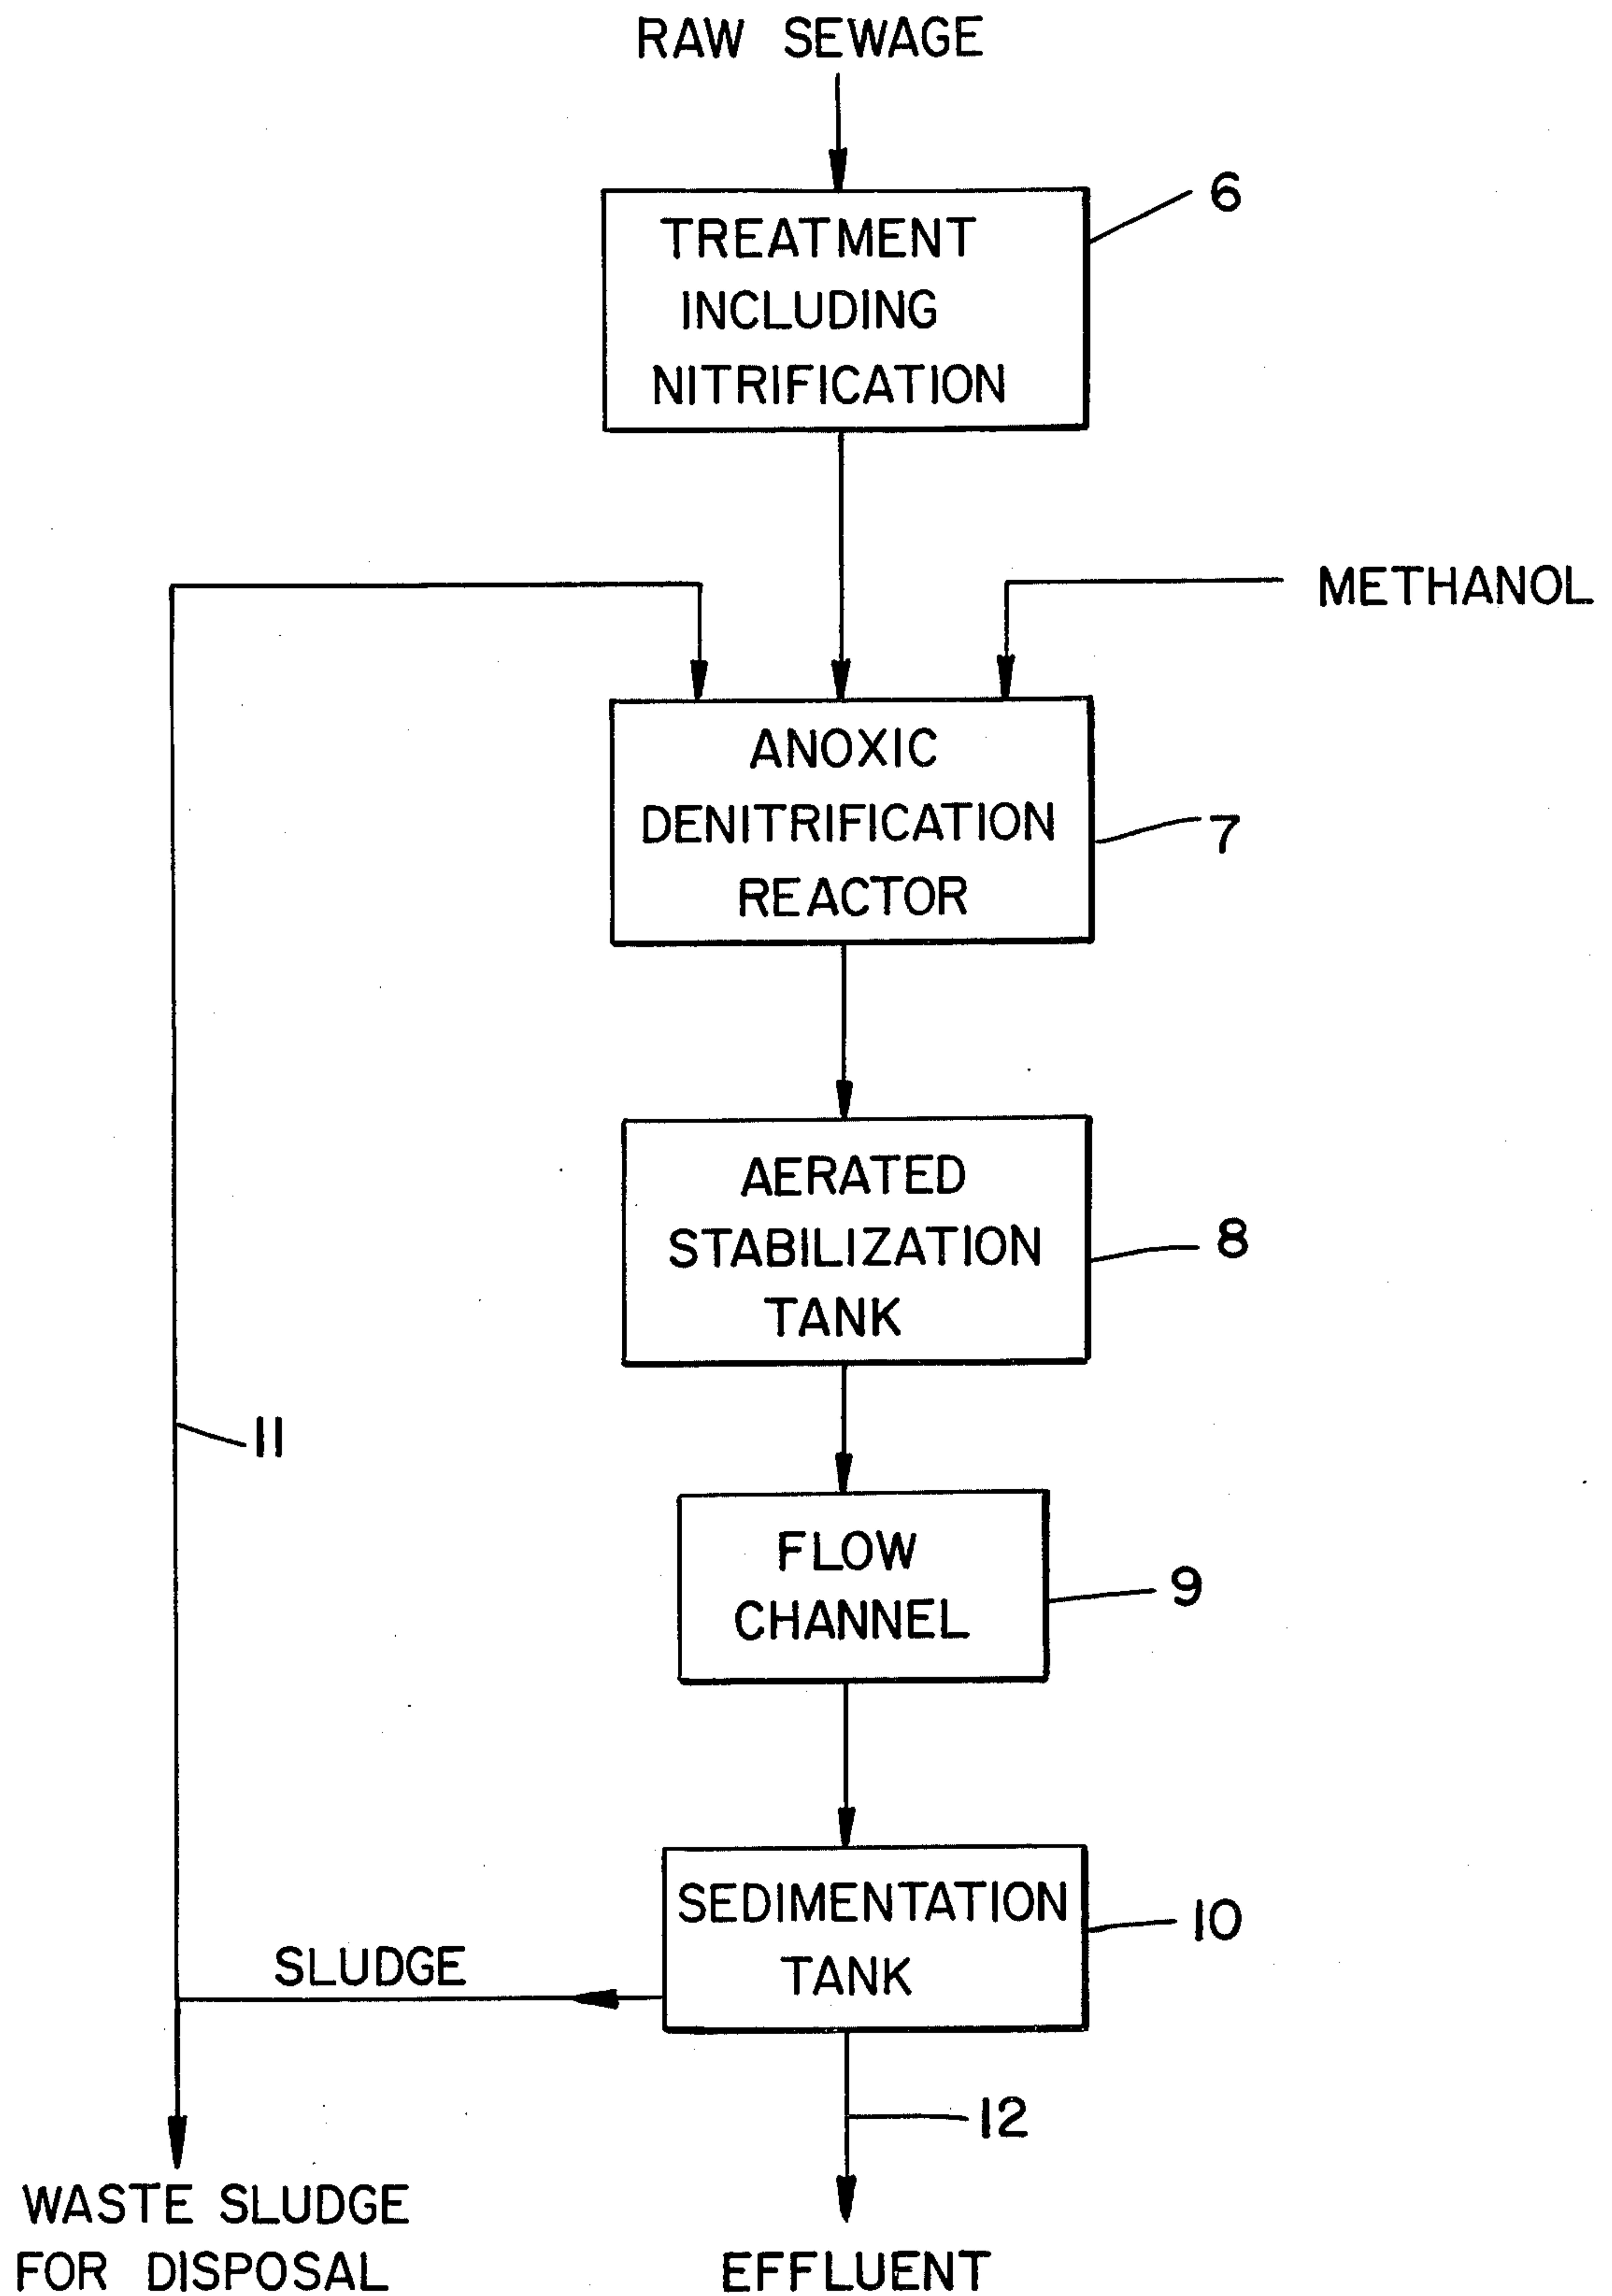 RAW SEWAGE
6
TREATMENT
INCLUDING
NITRIFICATION
METHANOL
ANOXIC
DENITRIFICATION
REACTOR
7
AERATED
STABILIZATION
TANK
8
11
FLOW
CHANNEL
9
SEDIMENTATION
TANK
10
SLUDGE
12
WASTE SLUDGE
FOR DISPOSAL
EFFLUENT